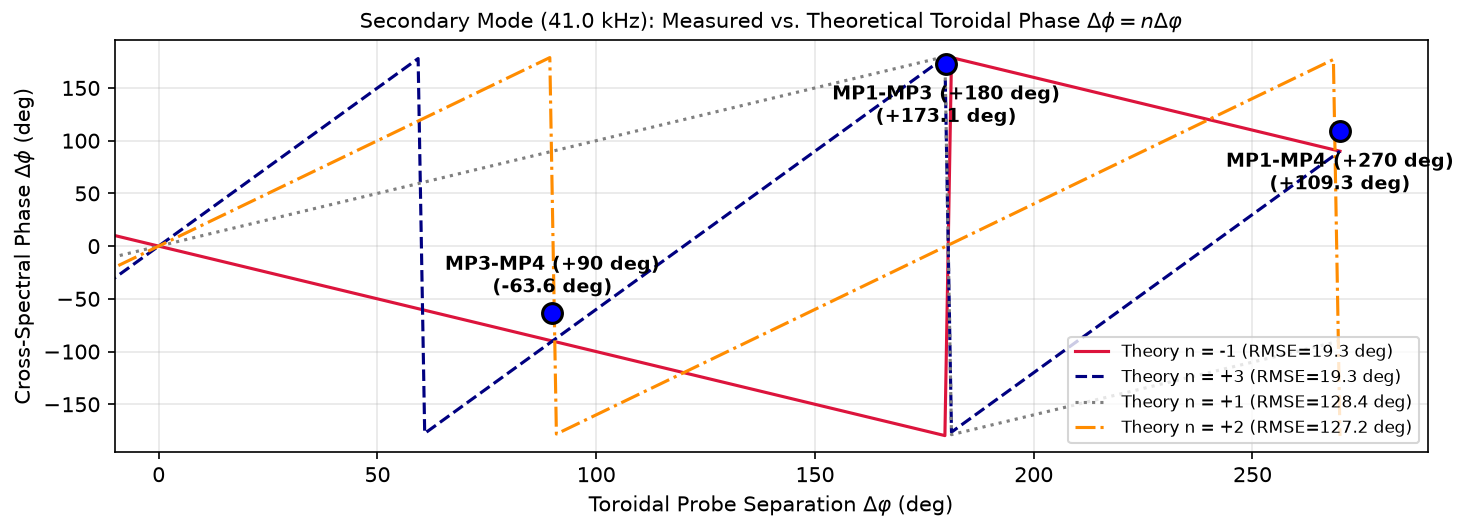 Secondary Mode (41.0 kHz): Measured vs. Theoretical Toroidal Phase Δϕ = nΔφ
Cross-Spectral Phase Δϕ (deg)
150
100
50
0
−50
−100
−150
MP1-MP3 (+180 deg)
(+173.1 deg)
MP1-MP4 (+270 deg)
(+109.3 deg)
MP3-MP4 (+90 deg)
(-63.6 deg)
Theory n = -1 (RMSE=19.3 deg)
Theory n = +3 (RMSE=19.3 deg)
Theory n = +1 (RMSE=128.4 deg)
Theory n = +2 (RMSE=127.2 deg)
0
50
100
150
200
250
Toroidal Probe Separation Δφ (deg)